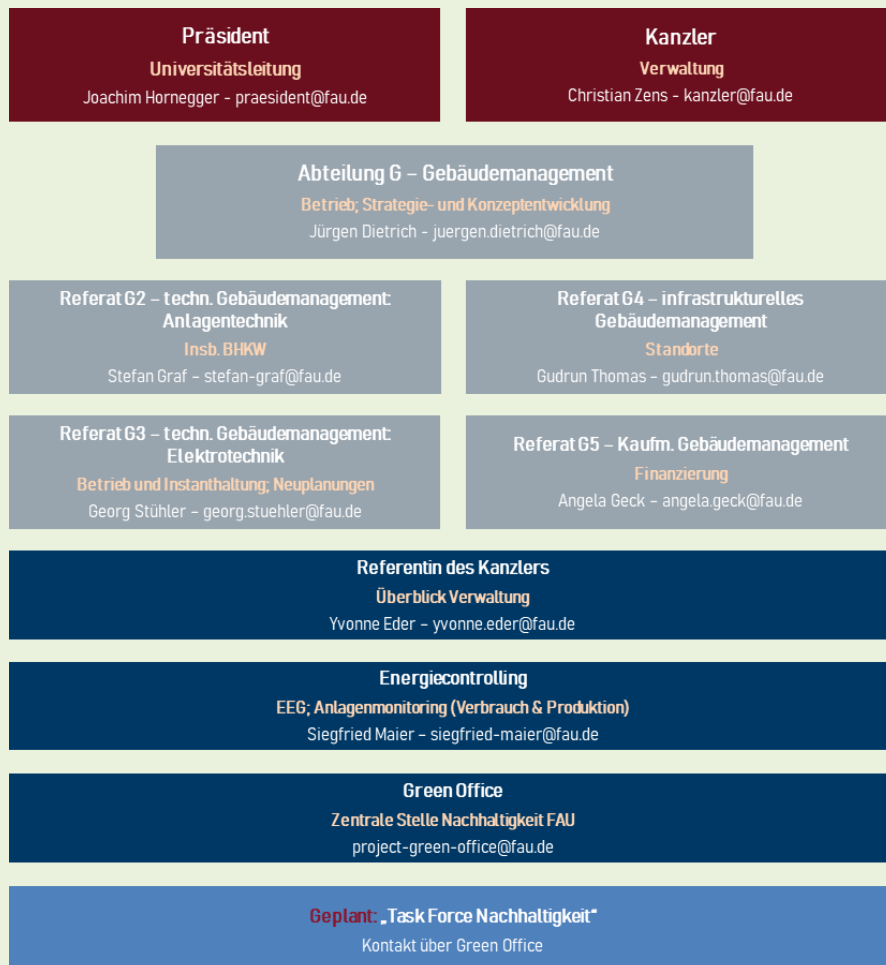 Präsident
Universitätsleitung
Joachim Hornegger - praesident@fau.de
Kanzler
Verwaltung
Christian Zens - kanzler@fau.de
Abteilung G – Gebäudemanagement
Betrieb; Strategie- und Konzeptentwicklung
Jürgen Dietrich - juergen.dietrich@fau.de
Referat G2 – techn. Gebäudemanagement:
Anlagentechnik
Insb. BHKW
Stefan Graf – stefan-graf@fau.de
Referat G4 – infrastrukturelles
Gebäudemanagement
Standorte
Gudrun Thomas – gudrun.thomas@fau.de
Referat G3 – techn. Gebäudemanagement:
Elektrotechnik
Betrieb und Instanthaltung; Neuplanungen
Georg Stühler – georg.stuehler@fau.de
Referat G5 – Kaufm. Gebäudemanagement
Finanzierung
Angela Geck – angela.geck@fau.de
Referentin des Kanzlers
Überblick Verwaltung
Yvonne Eder – yvonne.eder@fau.de
Energiecontrolling
EEG; Anlagenmonitoring (Verbrauch & Produktion)
Siegfried Maier – siegfried-maier@fau.de
Green Office
Zentrale Stelle Nachhaltigkeit FAU
project-green-office@fau.de
Geplant: „Task Force Nachhaltigkeit“
Kontakt über Green Office